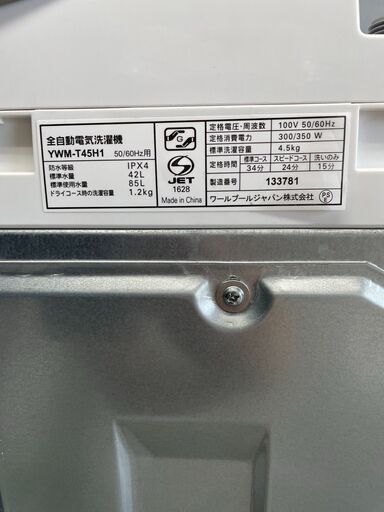 全自動電気洗濯機
YWM-T45H1 50/60Hz用
防水等級 IPX4
標準水量 42L
標準使用水量 85L
ドライコース時の洗濯容量 1.2kg
G
JET
1628
Made in China
定格電圧・周波数 100V 50/60Hz
定格消費電力 300/350 W
標準洗濯容量 4.5kg
定格時間 標準コース スピードコース 洗いのみ
34分 24分 15分
製造番号 133781
ワールプールジャパン株式会社
PS
E